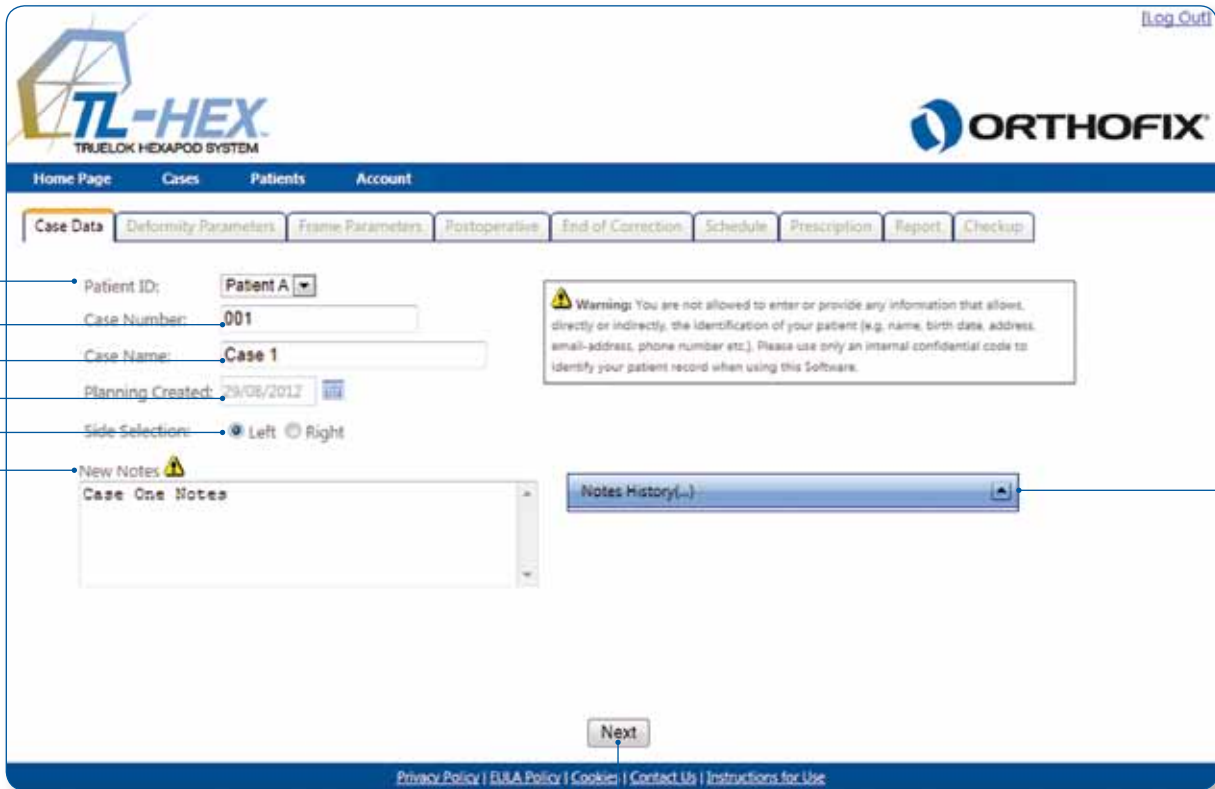 [Log Out]
TL-HEX
TRUELOK HEXAPOD SYSTEM
ORTHOFIX
Home Page Cases Patients Account
Case Data Deformity Parameters Frame Parameters Postoperative End of Correction Schedule Prescription Report Checkup
Patient ID: Patient A
Case Number: 001
Case Name: Case 1
Planning Created: 29/08/2012
Side Selection: Left Right
Warning: You are not allowed to enter or provide any information that allows,
directly or indirectly, the identification of your patient (e.g. name, birth date, address,
email-address, phone number etc.). Please use only an internal confidential code to
identify your patient record when using this Software.
New Notes
Case One Notes
Notes History(...)
Next
Privacy Policy | EULA Policy | Cookies | Contact Us | Instructions for Use